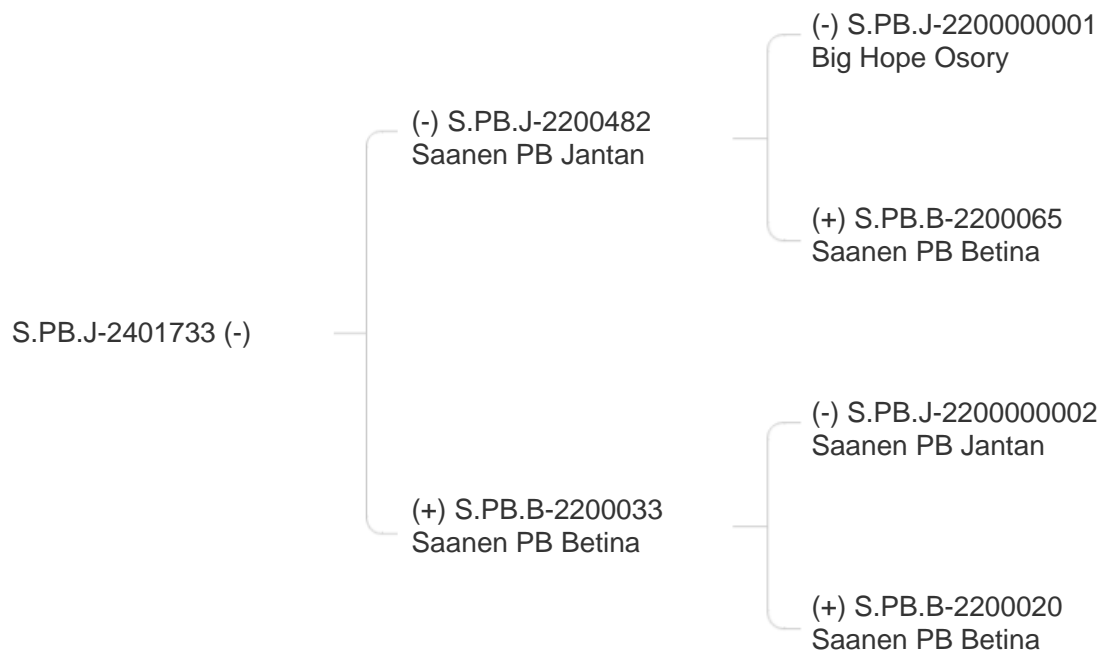 (-) S.PB.J-2200000001
Big Hope Osory
(-) S.PB.J-2200482
Saanen PB Jantan
(+) S.PB.B-2200065
Saanen PB Betina
S.PB.J-2401733 (-)
(-) S.PB.J-2200000002
Saanen PB Jantan
(+) S.PB.B-2200033
Saanen PB Betina
(+) S.PB.B-2200020
Saanen PB Betina